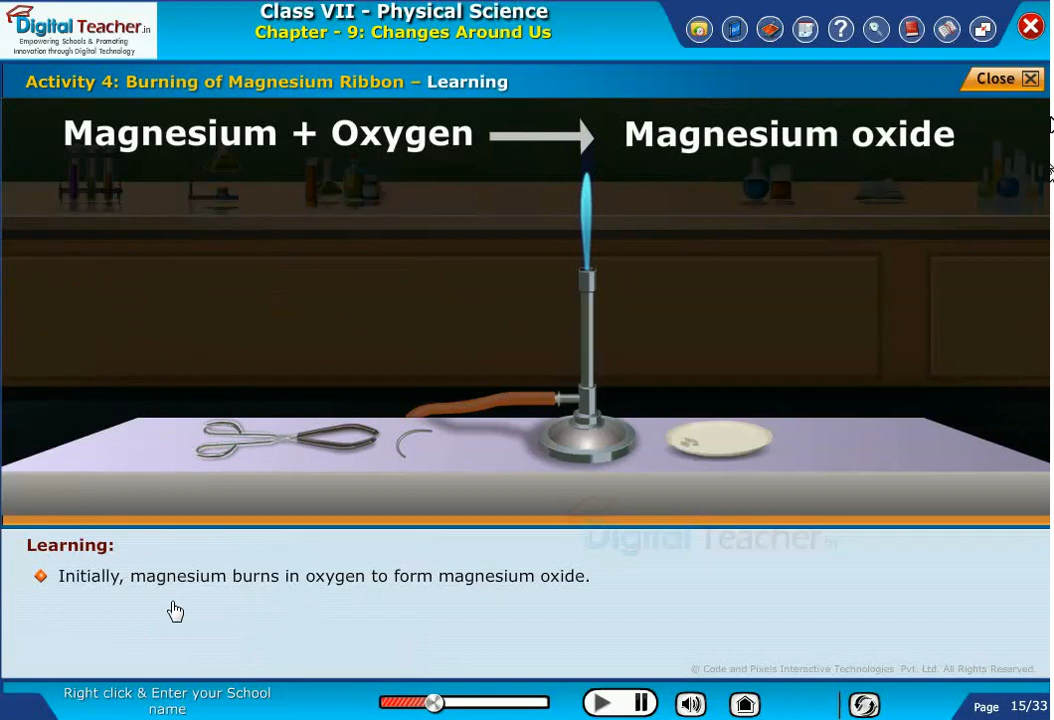 Digital Teacher.in
Empowering Schools & Promoting
Innovation through Digital Technology
Class VII - Physical Science
Chapter - 9: Changes Around Us
?
Activity 4: Burning of Magnesium Ribbon – Learning
Close
Magnesium + Oxygen Magnesium oxide
Digital Teacher.in
Learning:
Initially, magnesium burns in oxygen to form magnesium oxide.
© Code and Pixels Interactive Technologies Pvt. Ltd. All Rights Reserved.
Right click & Enter your School
name
Page 15/33